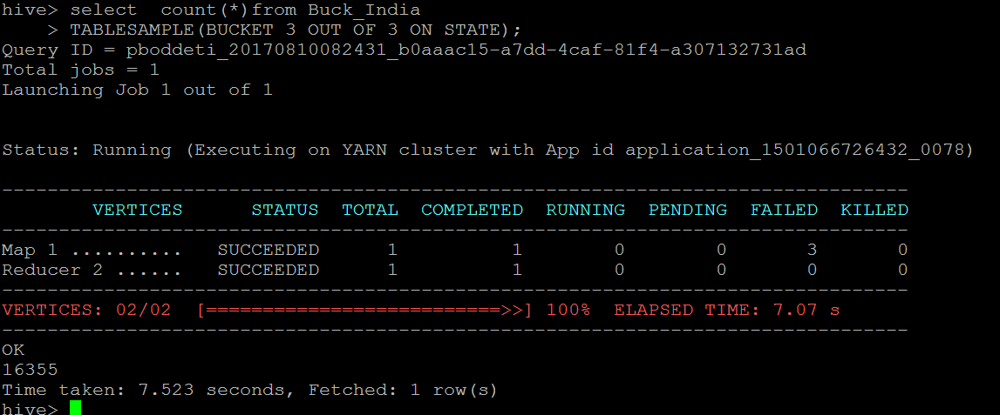 hive> select  count(*)from Buck_India
    > TABLESAMPLE(BUCKET 3 OUT OF 3 ON STATE);
Query ID = pboddeti_20170810082431_b0aaac15-a7dd-4caf-81f4-a307132731ad
Total jobs = 1
Launching Job 1 out of 1
Status: Running (Executing on YARN cluster with App id application_1501066726432_0078)
--------------------------------------------------------------------------------
        VERTICES      STATUS  TOTAL  COMPLETED  RUNNING  PENDING  FAILED  KILLED
--------------------------------------------------------------------------------
Map 1 ..........   SUCCEEDED      1          1        0        0       3       0
Reducer 2 ......   SUCCEEDED      1          1        0        0       0       0
--------------------------------------------------------------------------------
VERTICES: 02/02  [==========================>>] 100%  ELAPSED TIME: 7.07 s
--------------------------------------------------------------------------------
OK
16355
Time taken: 7.523 seconds, Fetched: 1 row(s)
hive>